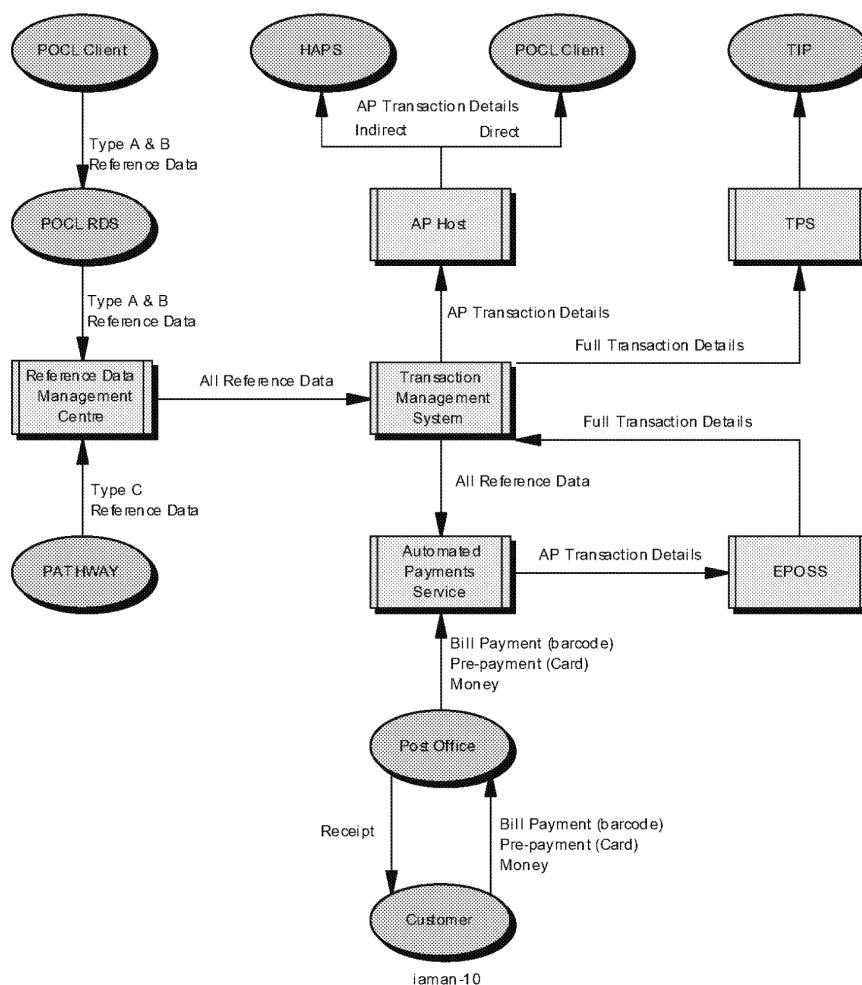 POCL Client
HAPS
POCL Client
TIP
AP Transaction Details
Indirect
Direct
Type A & B
Reference Data
POCL RDS
AP Host
TPS
Type A & B
Reference Data
AP Transaction Details
Full Transaction Details
Reference Data
Management
Centre
All Reference Data
Transaction
Management
System
Full Transaction Details
Type C
Reference Data
All Reference Data
PATHWAY
Automated
Payments
Service
AP Transaction Details
EPOSS
Bill Payment (barcode)
Pre-payment (Card)
Money
Post Office
Receipt
Bill Payment (barcode)
Pre-payment (Card)
Money
Customer
iaman-10